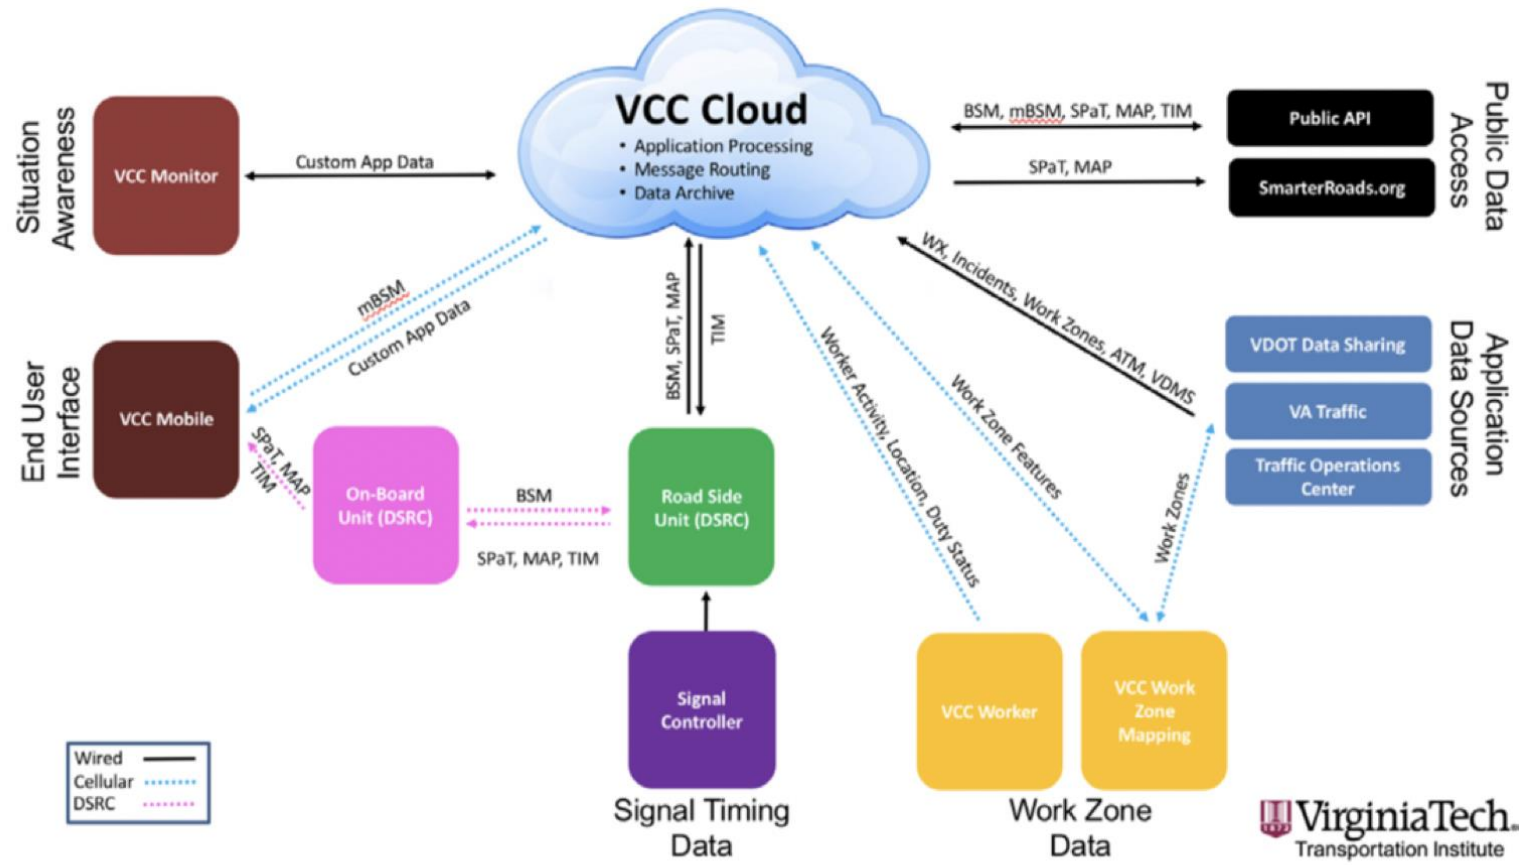 VCC Cloud
• Application Processing
• Message Routing
• Data Archive
Situation
Awareness
VCC Monitor
Custom App Data
BSM, mBSM, SPaT, MAP, TIM
Public API
SPaT, MAP
SmarterRoads.org
Public Data
Access
mBSM
Custom App Data
BSM, SPaT, MAP
TIM
WX, Incidents, Work Zones, ATM, VDMS
Worker Activity, Location, Duty Status
Work Zone Features
Work Zones
VDOT Data Sharing
VA Traffic
Traffic Operations
Center
Application
Data Sources
End User
Interface
VCC Mobile
SPaT, MAP
TIM
On-Board
Unit (DSRC)
BSM
SPaT, MAP, TIM
Road Side
Unit (DSRC)
Signal
Controller
VCC Worker
VCC Work
Zone
Mapping
Wired
Cellular
DSRC
Signal Timing
Data
Work Zone
Data
1872
VirginiaTech®
Transportation Institute